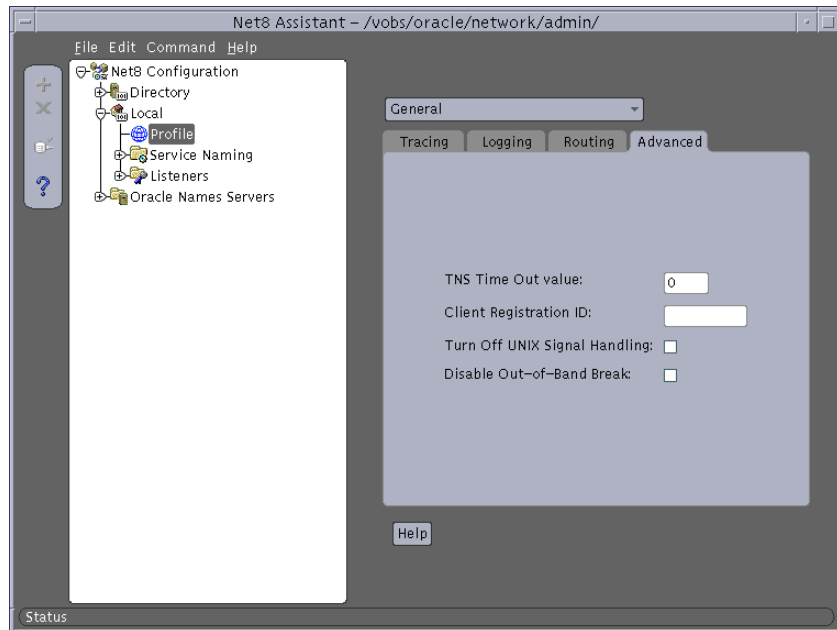 Net8 Assistant – /vobs/oracle/network/admin/
File Edit Command Help
Net8 Configuration
Directory
Local
Profile
Service Naming
Listeners
Oracle Names Servers
General
Tracing Logging Routing Advanced
TNS Time Out value: 0
Client Registration ID:
Turn Off UNIX Signal Handling:
Disable Out–of–Band Break:
Help
Status